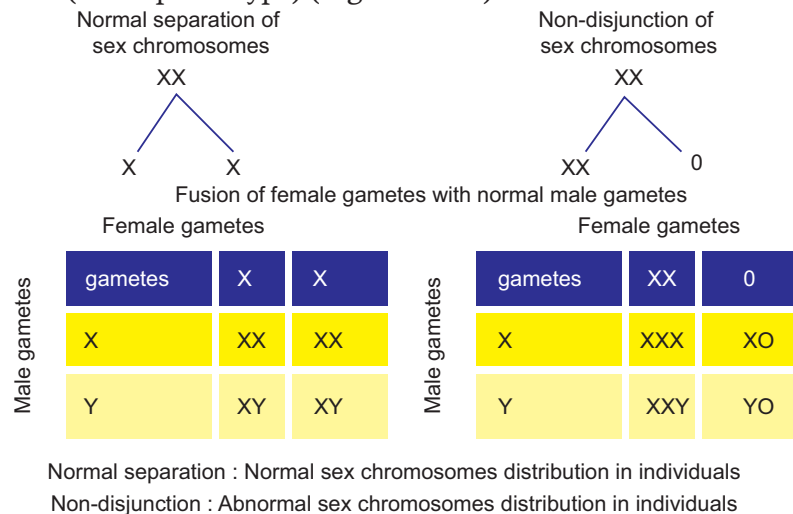 Normal separation of
sex chromosomes
XX
X X
Non-disjunction of
sex chromosomes
XX
XX 0
Fusion of female gametes with normal male gametes
Female gametes
Male gametes
gametes X X
X XX XX
Y XY XY
Female gametes
Male gametes
gametes XX 0
X XXX XO
Y XXY YO
Normal separation : Normal sex chromosomes distribution in individuals
Non-disjunction : Abnormal sex chromosomes distribution in individuals